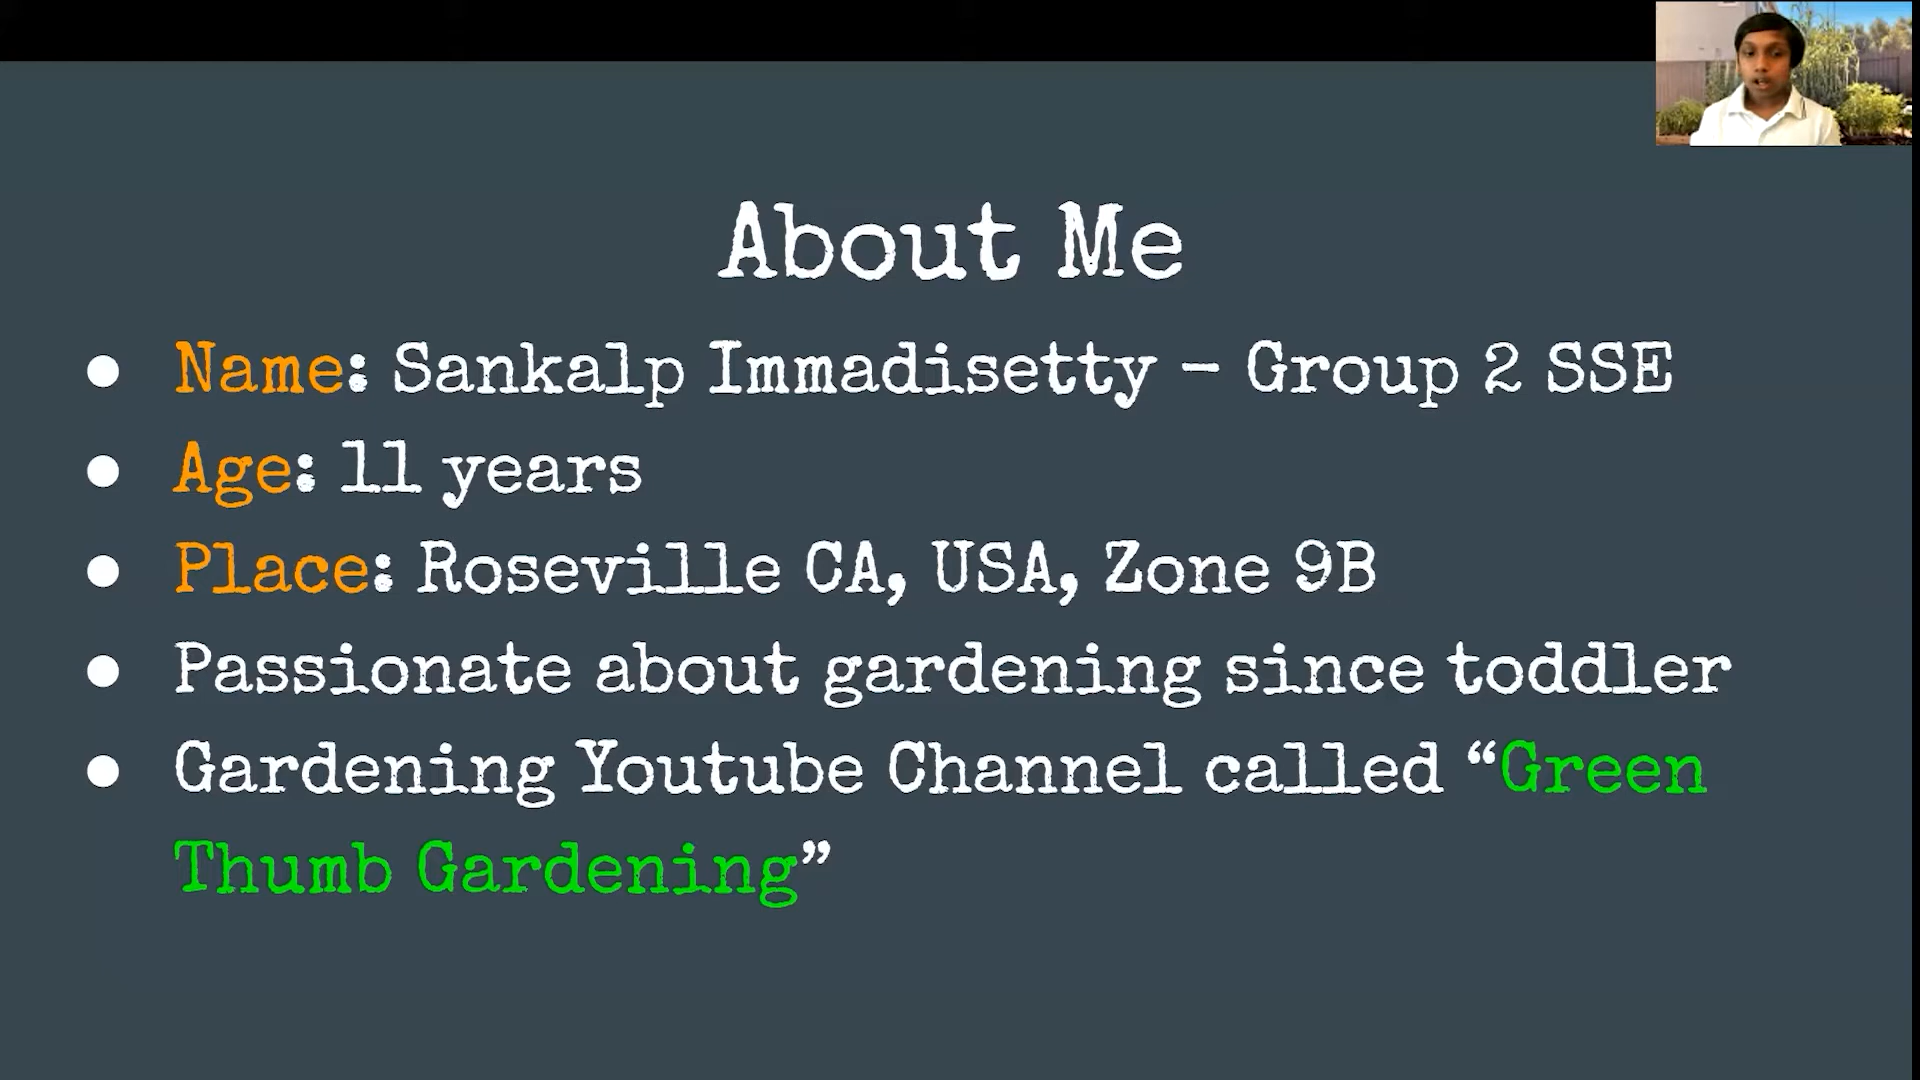 About Me
● Name: Sankalp Immadisetty - Group 2 SSE
● Age: 11 years
● Place: Roseville CA, USA, Zone 9B
● Passionate about gardening since toddler
● Gardening Youtube Channel called “Green
Thumb Gardening”